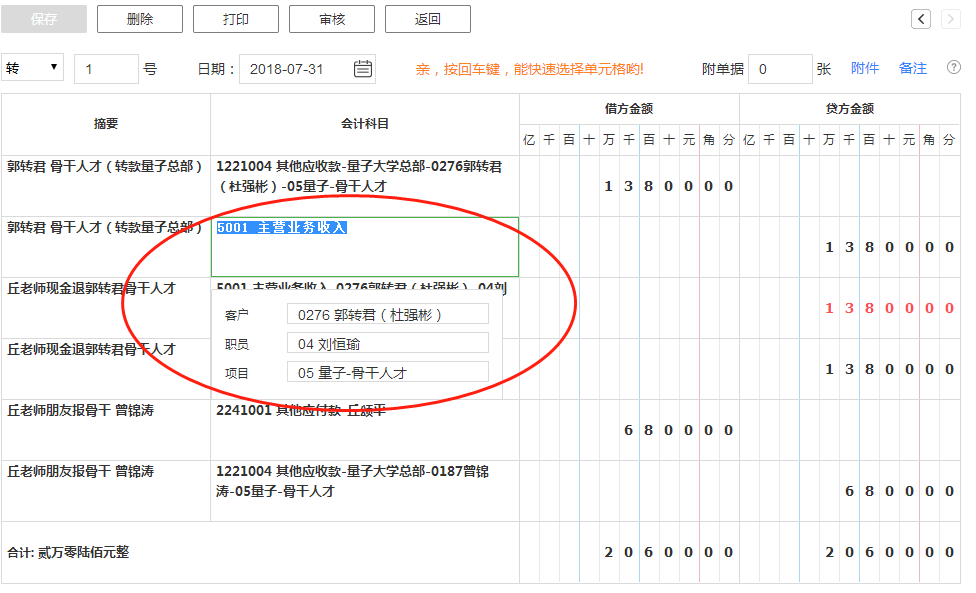 保存 删除 打印 审核 返回
转 1 号 日期： 2018-07-31 亲，按回车键，能快速选择单元格哟! 附单据 0 张 附件 备注
摘要 会计科目 借方金额 贷方金额
亿 千 百 十 万 千 百 十 元 角 分 亿 千 百 十 万 千 百 十 元 角 分
郭转君 骨干人才（转款量子总部） 1221004 其他应收款-量子大学总部-0276郭转君
（杜强彬）-05量子-骨干人才 1 3 8 0 0 0 0
郭转君 骨干人才（转款量子总部） 5001 主营业务收入
1 3 8 0 0 0 0
丘老师现金退郭转君骨干人才 5001 主营业务收入-0276郭转君（杜强彬）-04刘
1 3 8 0 0 0 0
客户 0276 郭转君（杜强彬）
职员 04 刘恒瑜
丘老师现金退郭转君骨干人才
项目 05 量子-骨干人才 1 3 8 0 0 0 0
丘老师朋友报骨干 曾锦涛 2241001 其他应付款-丘颂平
6 8 0 0 0 0
丘老师朋友报骨干 曾锦涛 1221004 其他应收款-量子大学总部-0187曾锦
涛-05量子-骨干人才 6 8 0 0 0 0
合计: 贰万零陆佰元整 2 0 6 0 0 0 0 2 0 6 0 0 0 0